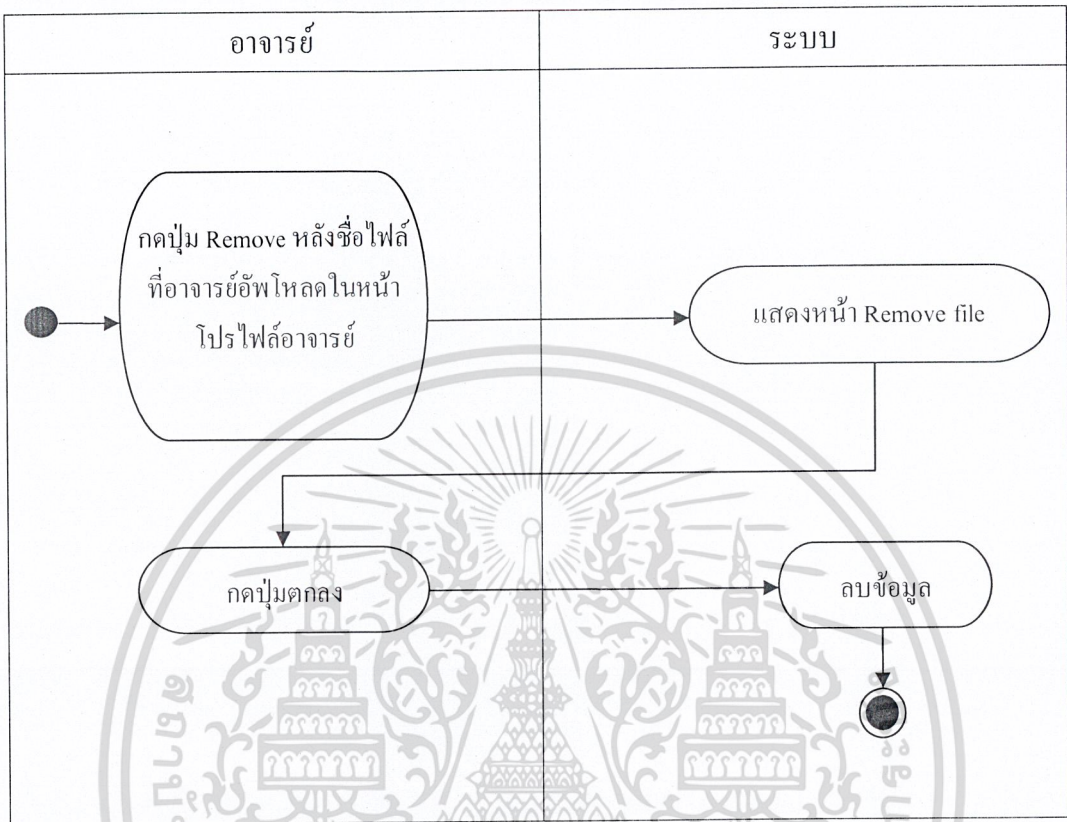 อาจารย์
ระบบ
กดปุ่ม Remove หลังชื่อไฟล์
ที่อาจารย์อัพโหลดในหน้า
โปรไฟล์อาจารย์
แสดงหน้า Remove file
กดปุ่มตกลง
ลบข้อมูล